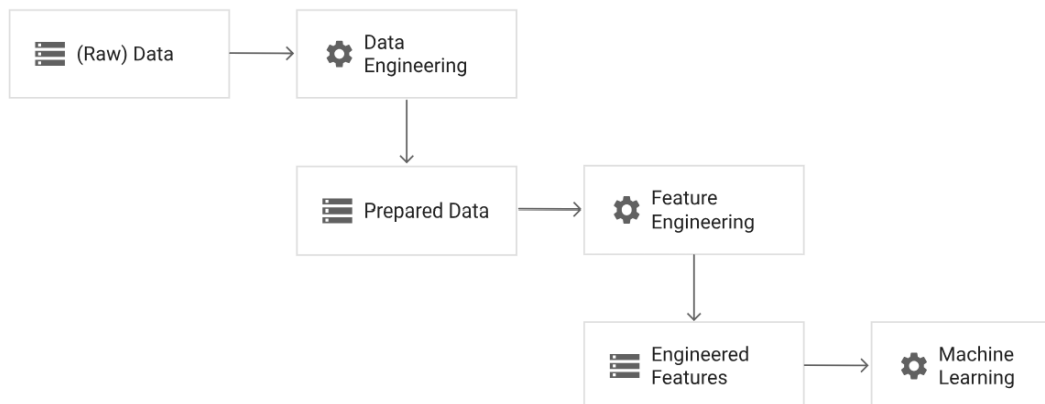 (Raw) Data
Data
Engineering
Prepared Data
Feature
Engineering
Engineered
Features
Machine
Learning